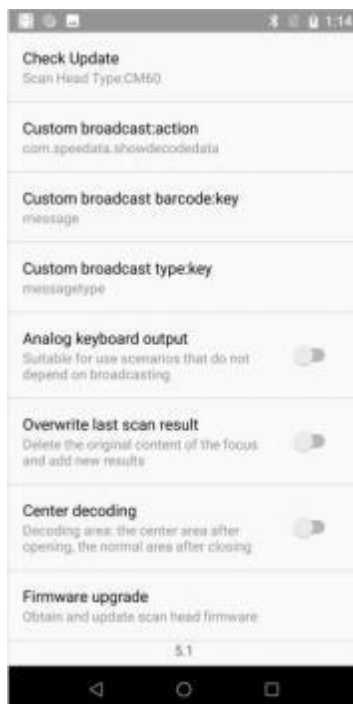 1:14
Check Update
Scan Head Type:CM60
Custom broadcast:action
com.speedata.showdecodedata
Custom broadcast barcode:key
message
Custom broadcast type:key
messagetype
Analog keyboard output
Suitable for use scenarios that do not
depend on broadcasting
Overwrite last scan result
Delete the original content of the focus
and add new results
Center decoding
Decoding area: the center area after
opening, the normal area after closing
Firmware upgrade
Obtain and update scan head firmware
5.1